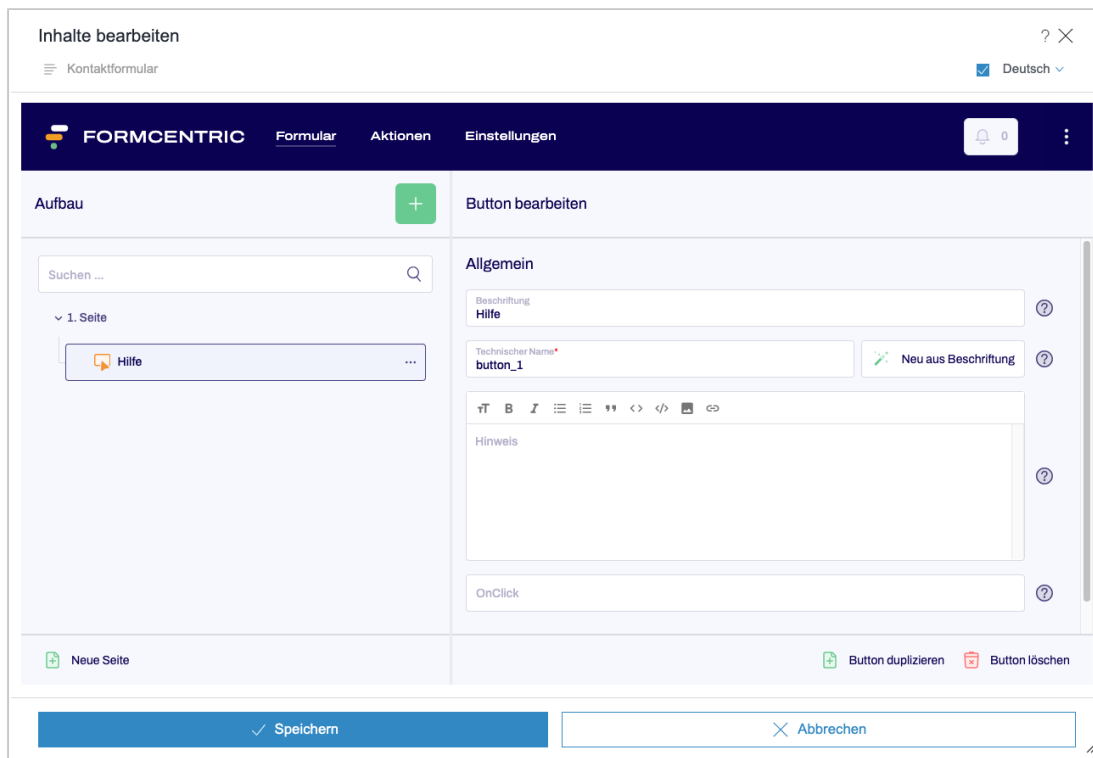 Inhalte bearbeiten
?
Kontaktformular
Deutsch
FORMCENTRIC Formular Aktionen Einstellungen 0
Aufbau
Button bearbeiten
Suchen ...
1. Seite
Hilfe ...
Allgemein
Beschriftung
Hilfe
?
Technischer Name*
button_1
Neu aus Beschriftung
?
Hinweis
?
OnClick
?
Neue Seite
Button duplizieren Button löschen
Speichern Abbrechen